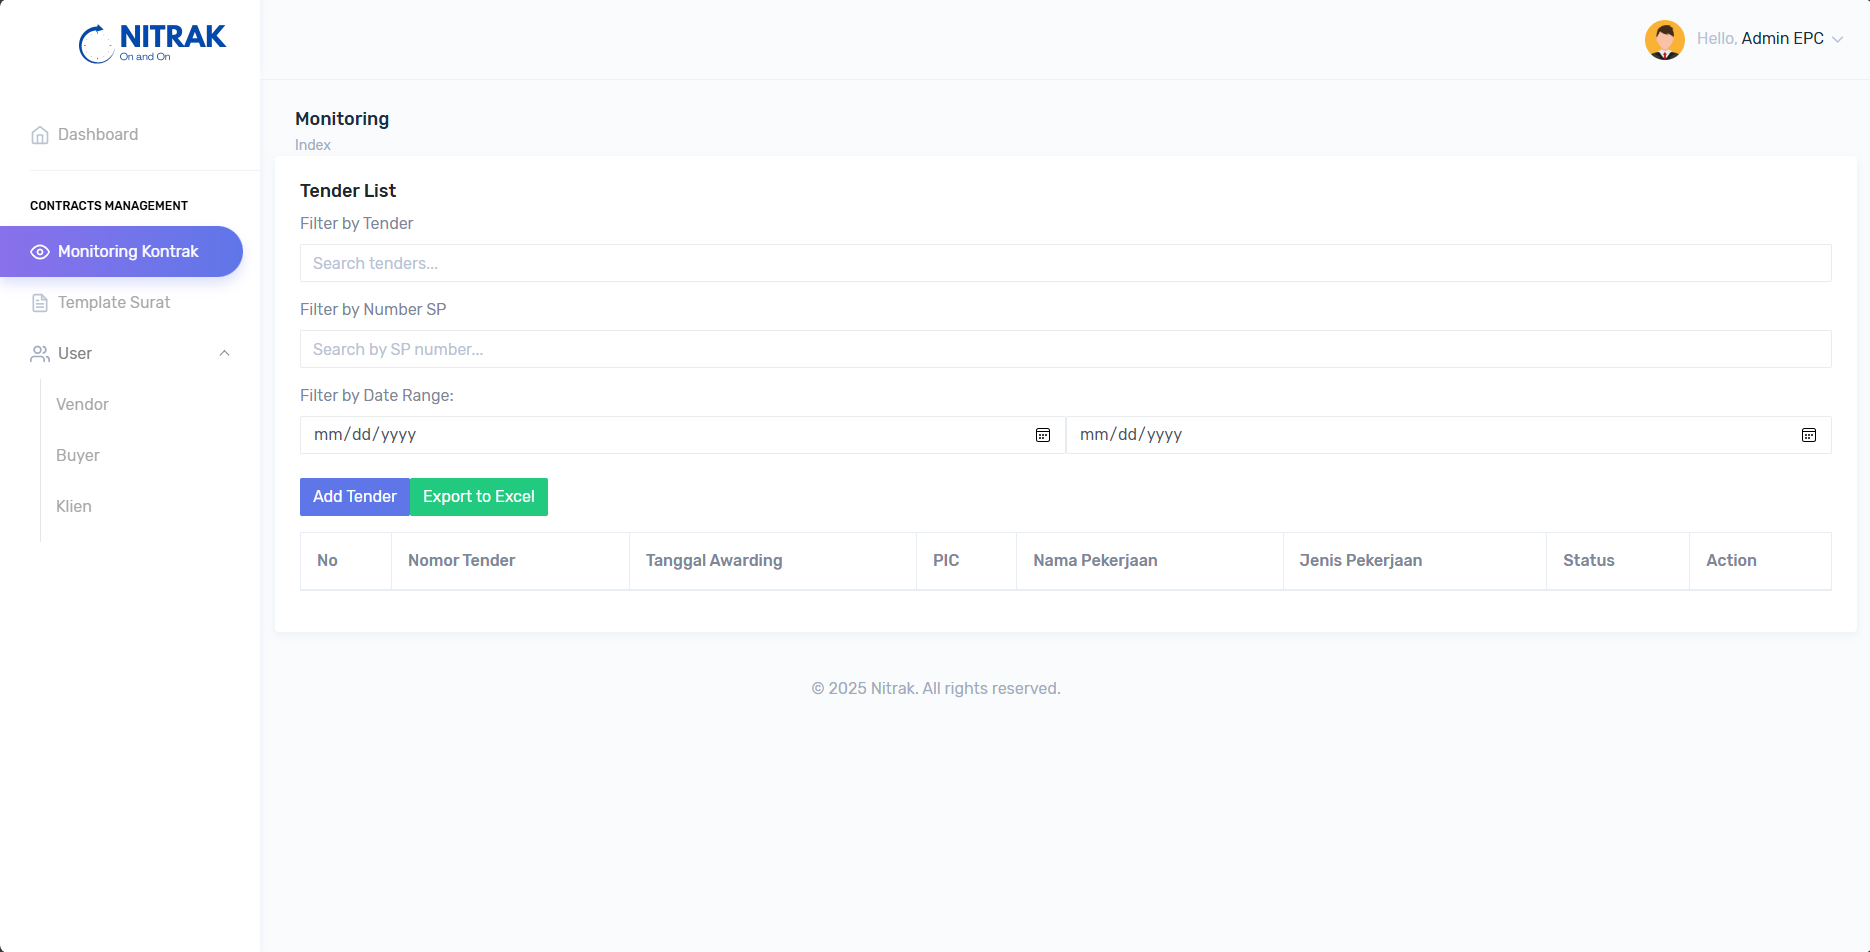 NITRAK
On and On
Hello, Admin EPC
Dashboard
CONTRACTS MANAGEMENT
Monitoring Kontrak
Template Surat
User
Vendor
Buyer
Klien
Monitoring
Index
Tender List
Filter by Tender
Search tenders...
Filter by Number SP
Search by SP number...
Filter by Date Range:
mm/dd/yyyy mm/dd/yyyy
Add Tender Export to Excel
No Nomor Tender Tanggal Awarding PIC Nama Pekerjaan Jenis Pekerjaan Status Action
© 2025 Nitrak. All rights reserved.